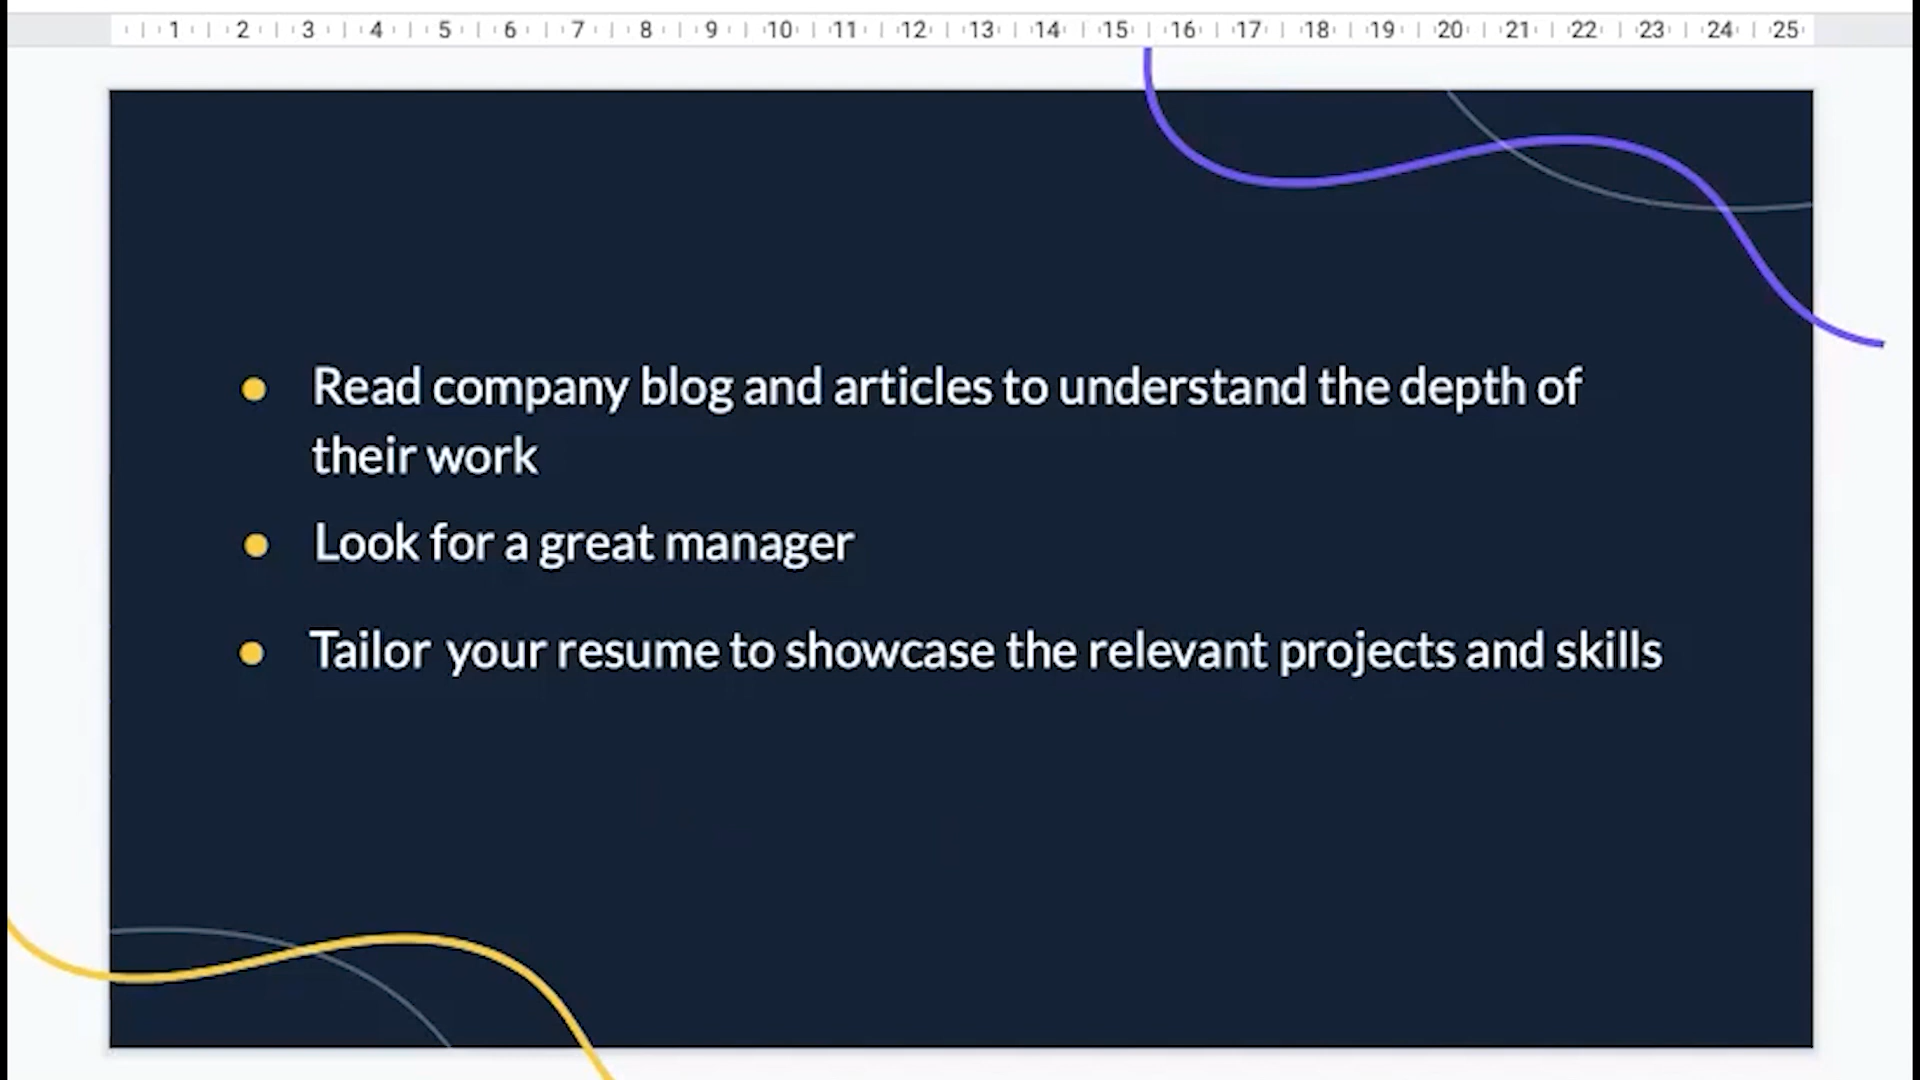 1 2 3 4 5 6 7 8 9 10 11 12 13 14 15 16 17 18 19 20 21 22 23 24 25
Read company blog and articles to understand the depth of
their work
Look for a great manager
Tailor your resume to showcase the relevant projects and skills